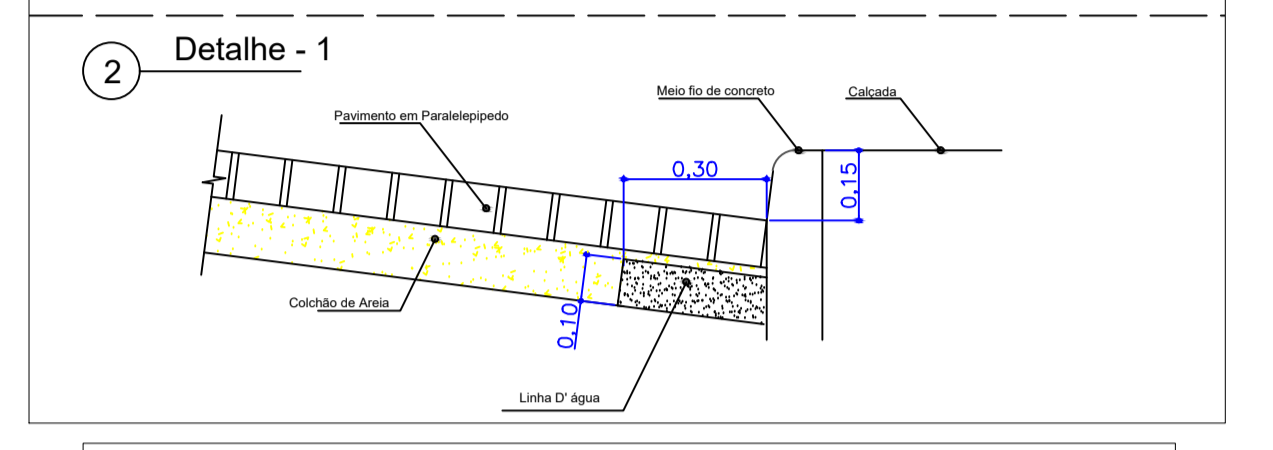 2
Detalhe - 1
Meio fio de concreto
Calçada
Pavimento em Paralelepipedo
0,30
0,15
Colchão de Areia
0,10
Linha D' água